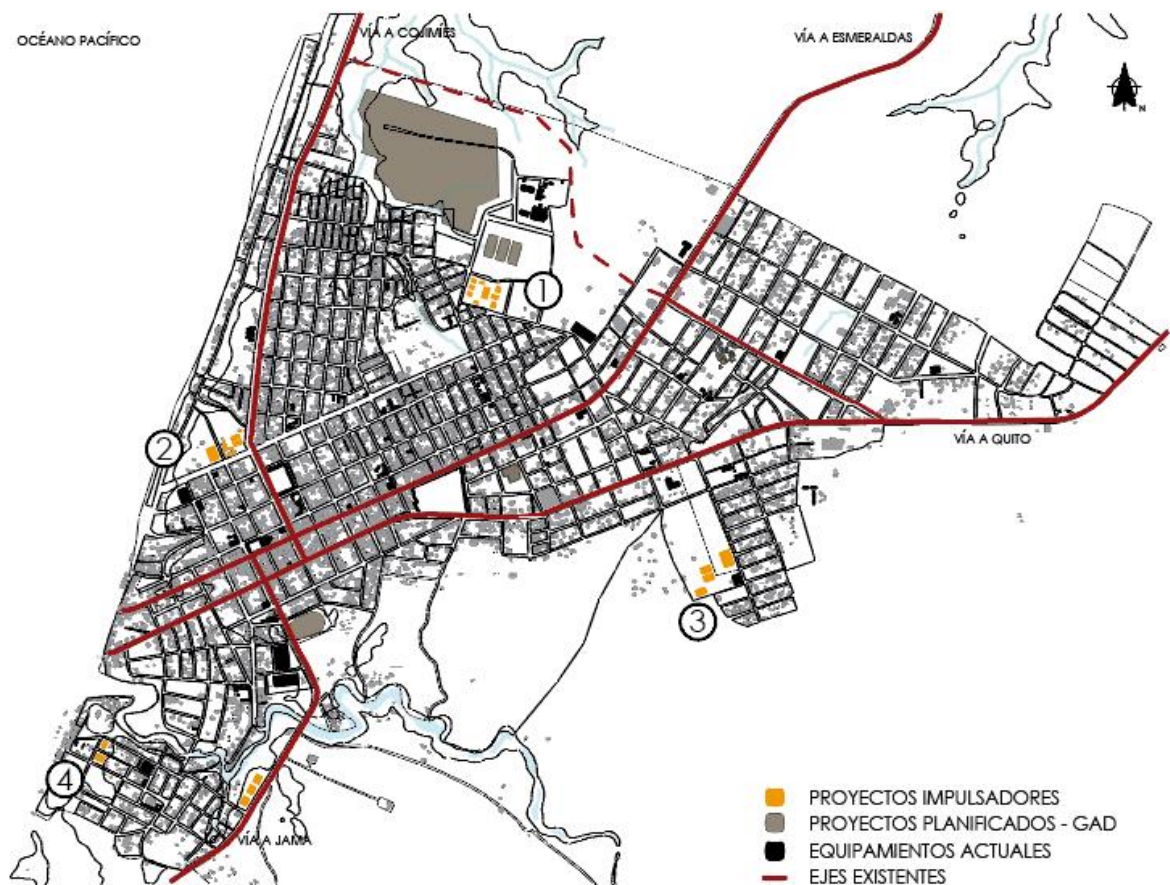 OCÉANO PACÍFICO
VÍA A COJIMÍES
VÍA A ESMERALDAS
N
1
2
VÍA A QUITO
3
4
VÍA A JAMA
PROYECTOS IMPULSADORES
PROYECTOS PLANIFICADOS - GAD
EQUIPAMIENTOS ACTUALES
EJES EXISTENTES